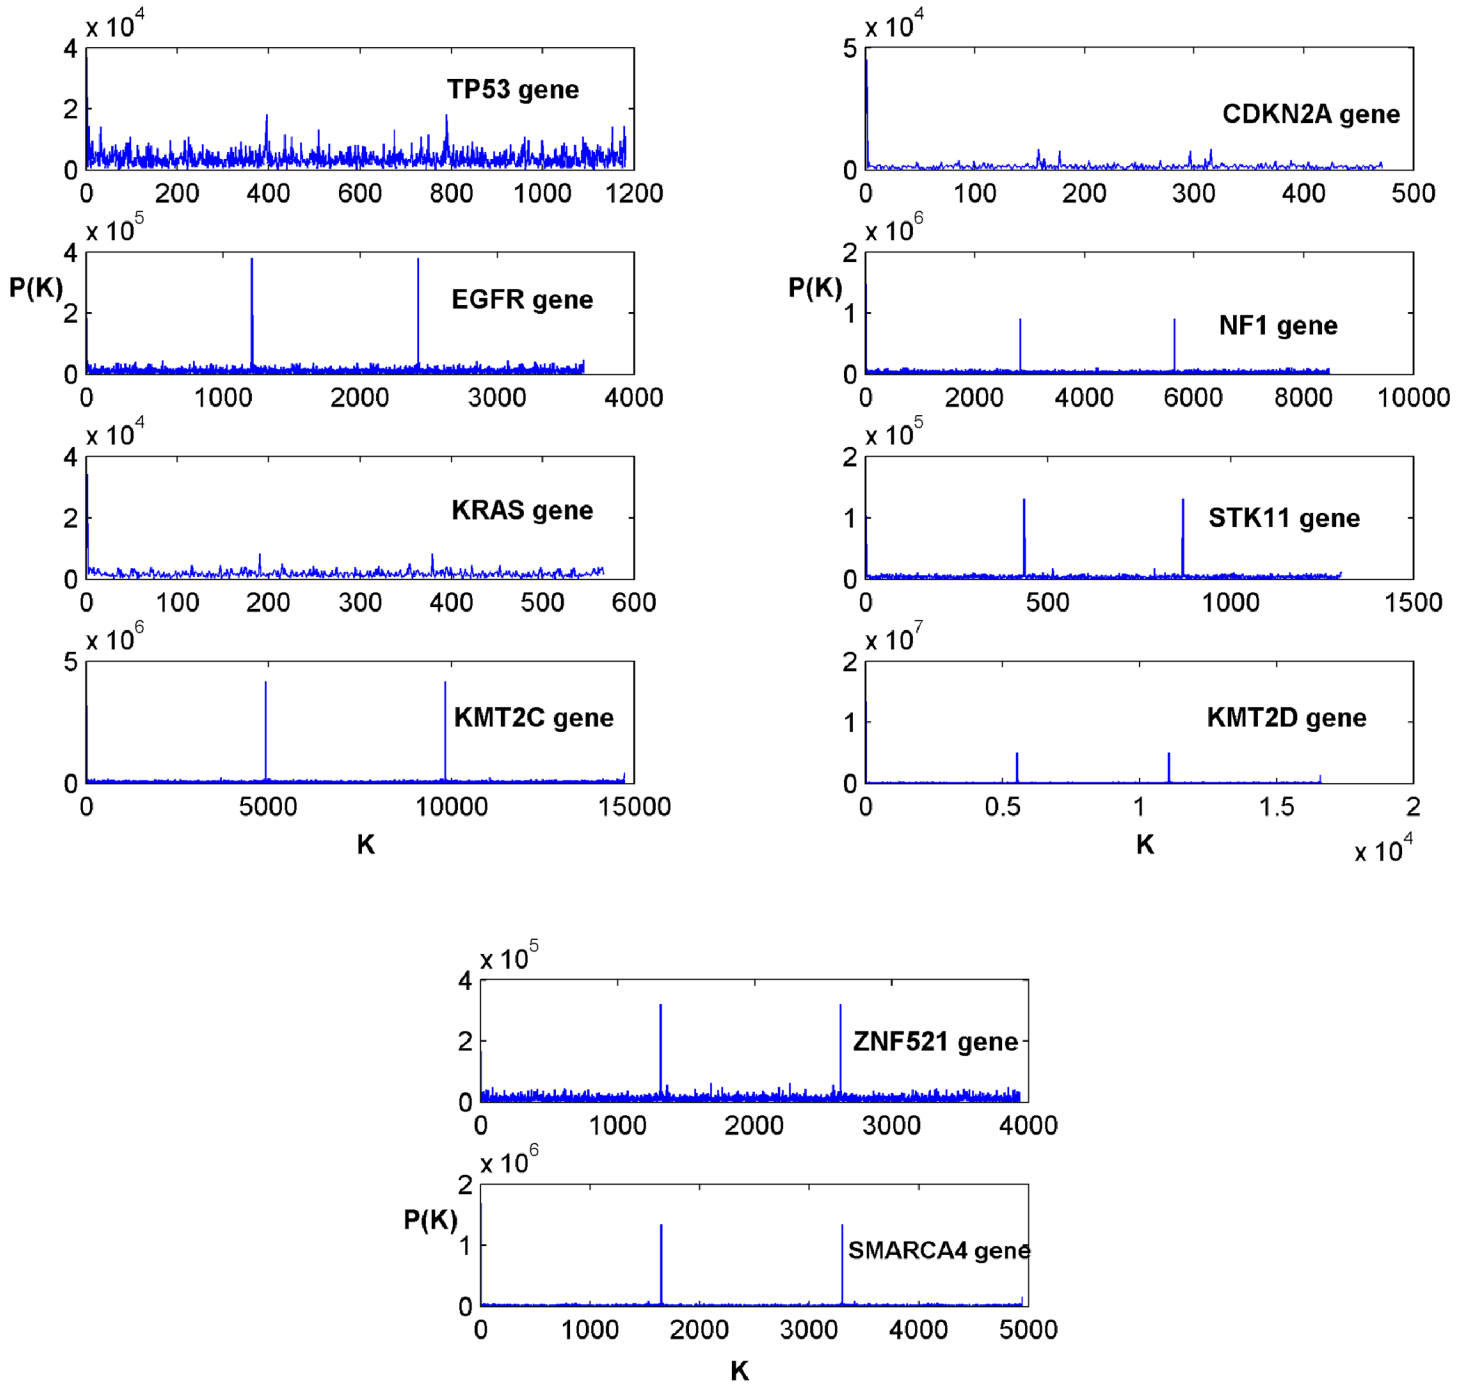 x 10^4
4
2
0
TP53 gene
0 200 400 600 800 1000 1200
x 10^4
5
0
CDKN2A gene
0 100 200 300 400 500
x 10^5
4
2
0
P(K)
EGFR gene
0 1000 2000 3000 4000
x 10^6
2
1
0
P(K)
NF1 gene
0 2000 4000 6000 8000 10000
x 10^4
4
2
0
KRAS gene
0 100 200 300 400 500 600
x 10^5
2
1
0
STK11 gene
0 500 1000 1500
x 10^6
5
0
KMT2C gene
0 5000 10000 15000
K
x 10^7
2
1
0
KMT2D gene
0 0.5 1 1.5 2
K
x 10^4
x 10^5
4
2
0
ZNF521 gene
0 1000 2000 3000 4000
x 10^6
2
1
0
P(K)
SMARCA4 gene
0 1000 2000 3000 4000 5000
K